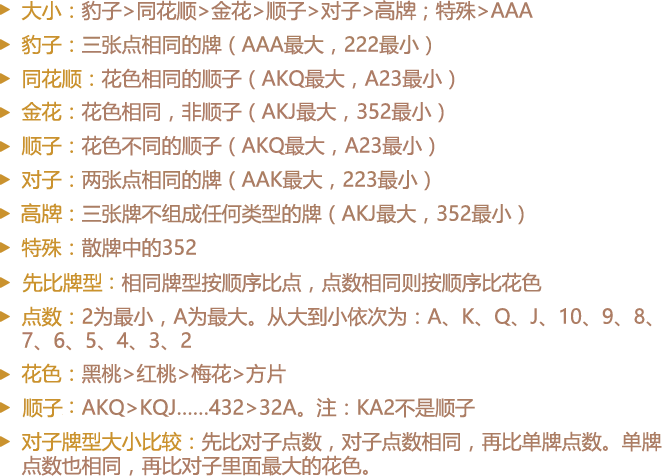 大小：豹子>同花顺>金花>顺子>对子>高牌；特殊>AAA
豹子：三张点相同的牌（AAA最大，222最小）
同花顺：花色相同的顺子（AKQ最大，A23最小）
金花：花色相同，非顺子（AKJ最大，352最小）
顺子：花色不同的顺子（AKQ最大，A23最小）
对子：两张点相同的牌（AAK最大，223最小）
高牌：三张牌不组成任何类型的牌（AKJ最大，352最小）
特殊：散牌中的352
先比牌型：相同牌型按顺序比点，点数相同则按顺序比花色
点数：2为最小，A为最大。从大到小依次为：A、K、Q、J、10、9、8、
7、6、5、4、3、2
花色：黑桃>红桃>梅花>方片
顺子：AKQ>KQJ......432>32A。注：KA2不是顺子
对子牌型大小比较：先比对子点数，对子点数相同，再比单牌点数。单牌
点数也相同，再比对子里面最大的花色。